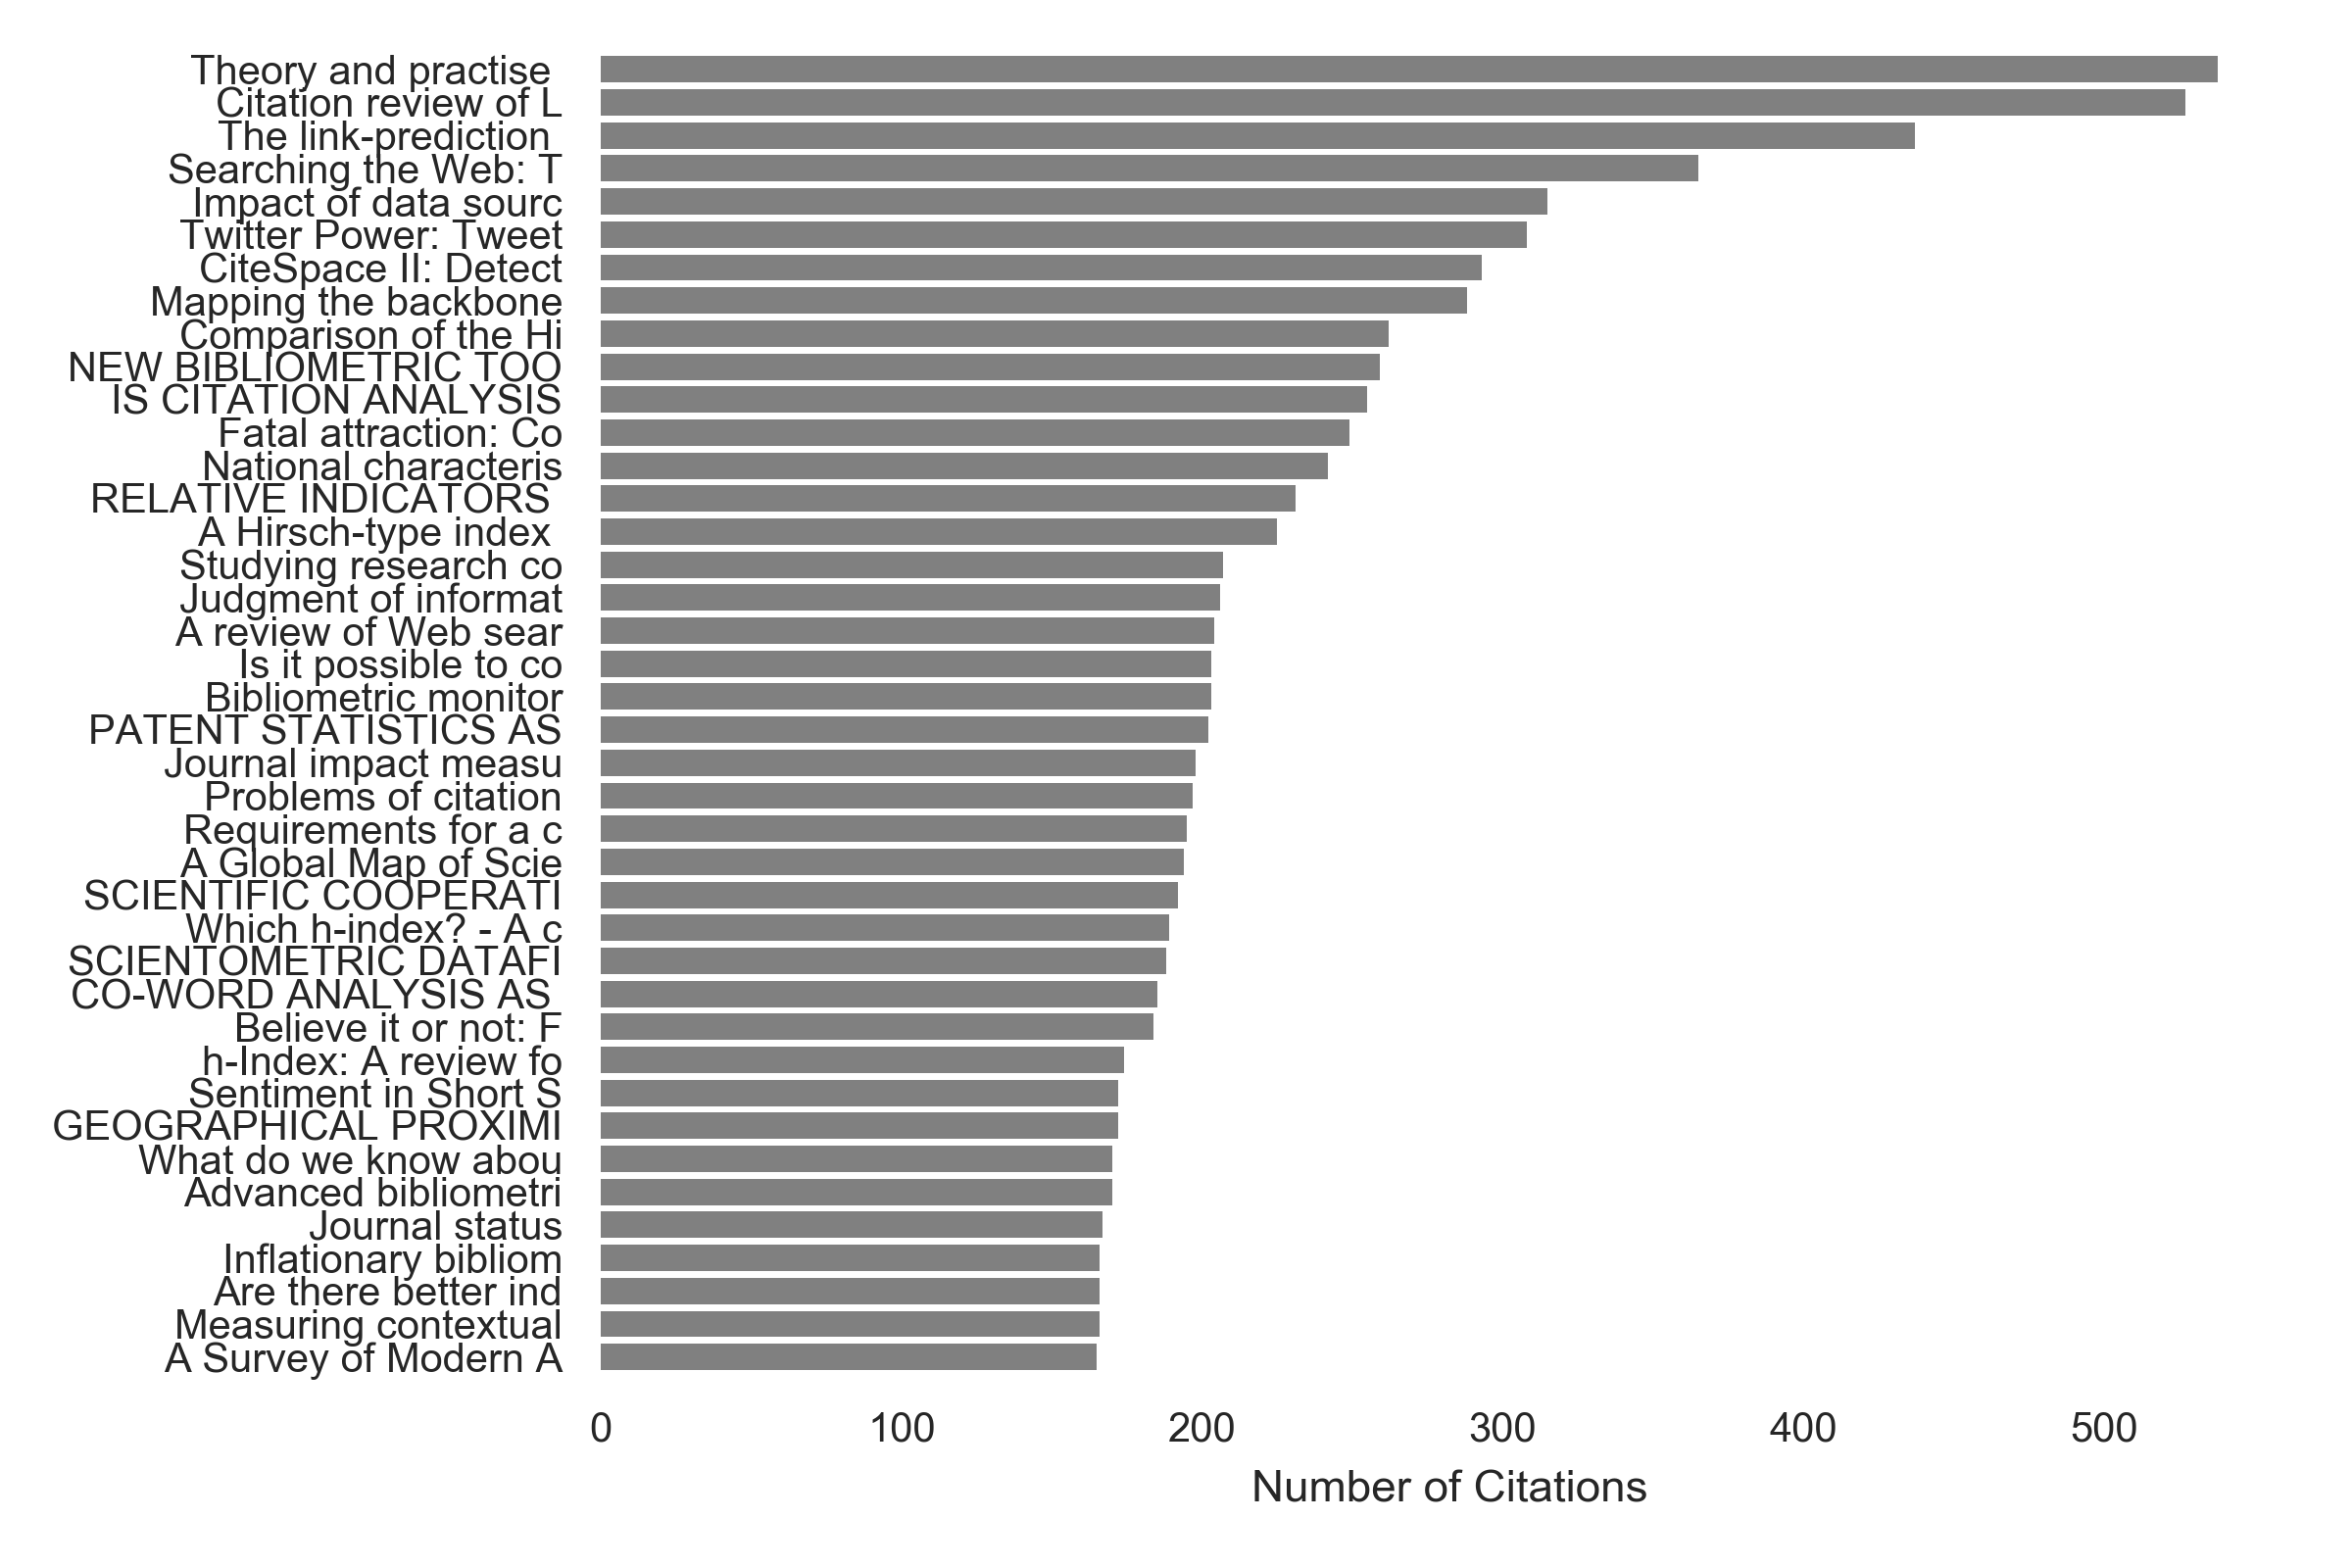 Theory and practise
Citation review of L
The link-prediction
Searching the Web: T
Impact of data sourc
Twitter Power: Tweet
CiteSpace II: Detect
Mapping the backbone
Comparison of the Hi
NEW BIBLIOMETRIC TOO
IS CITATION ANALYSIS
Fatal attraction: Co
National characteris
RELATIVE INDICATORS
A Hirsch-type index
Studying research co
Judgment of informat
A review of Web sear
Is it possible to co
Bibliometric monitor
PATENT STATISTICS AS
Journal impact measu
Problems of citation
Requirements for a c
A Global Map of Scie
SCIENTIFIC COOPERATI
Which h-index? - A c
SCIENTOMETRIC DATAFI
CO-WORD ANALYSIS AS
Believe it or not: F
h-Index: A review fo
Sentiment in Short S
GEOGRAPHICAL PROXIMI
What do we know abou
Advanced bibliometri
Journal status
Inflationary bibliom
Are there better ind
Measuring contextual
A Survey of Modern A
0 100 200 300 400 500
Number of Citations